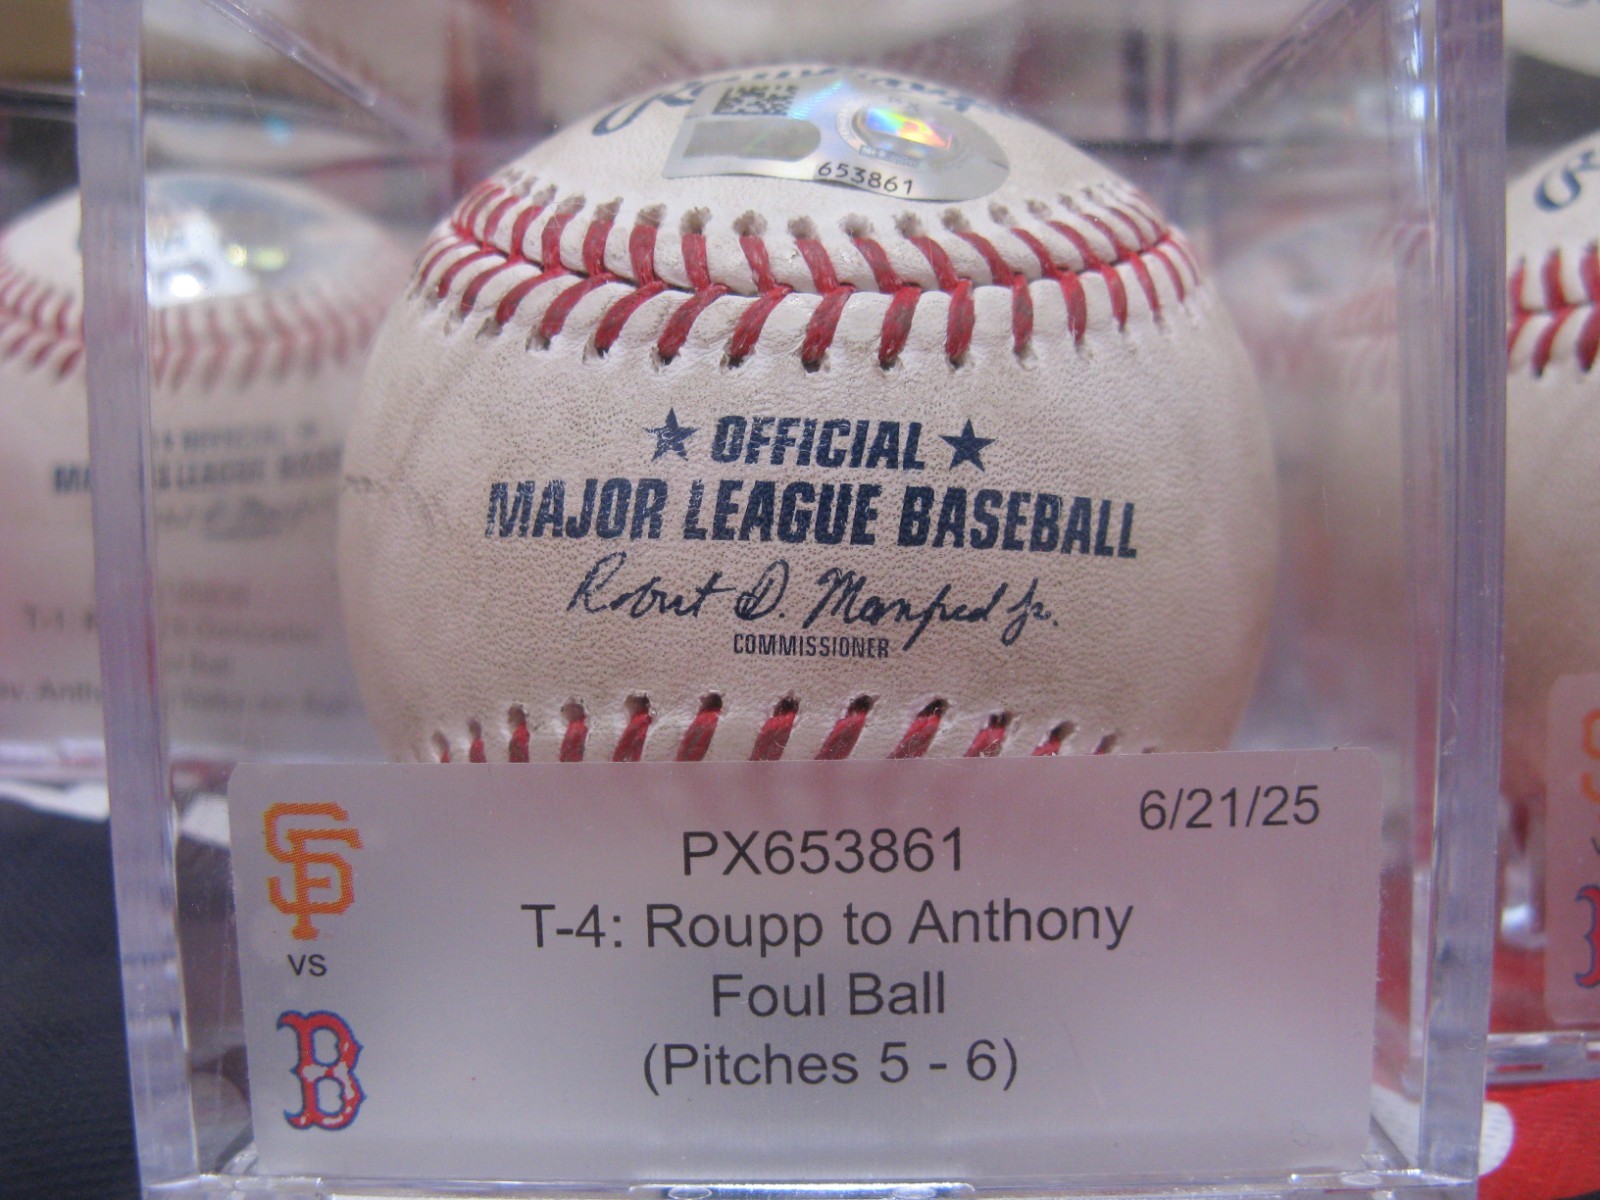 653861
★ OFFICIAL ★
MAJOR LEAGUE BASEBALL
Robert D. Manfred Jr.
COMMISSIONER
6/21/25
SF
PX653861
T-4: Roupp to Anthony
vs
Foul Ball
B
(Pitches 5 - 6)